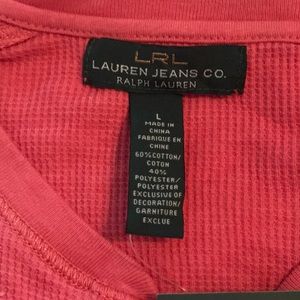 LRL
LAUREN JEANS CO.
RALPH LAUREN
L
MADE IN
CHINA
FABRIQUE EN
CHINE
60%COTTON/
COTON
40%
POLYESTER/
POLYESTER
EXCLUSIVE OF
DECORATION/
GARNITURE
EXCLUE